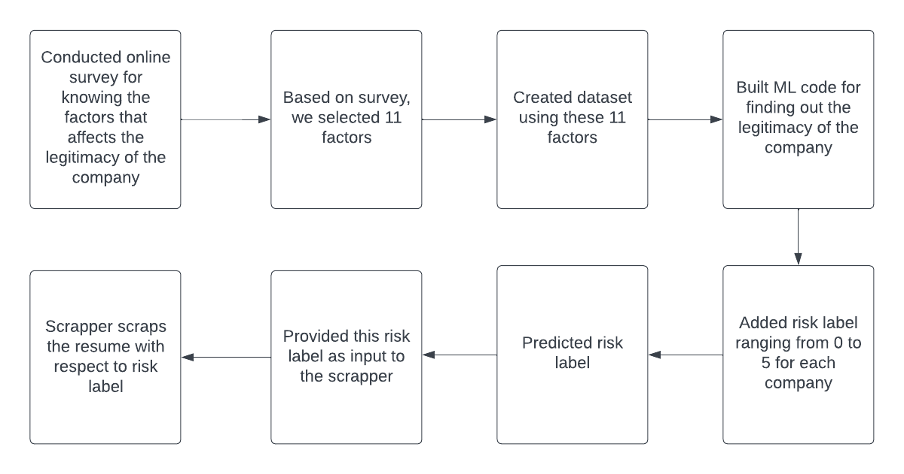 Conducted online
survey for
knowing the
factors that
affects the
legitimacy of the
company
Based on survey,
we selected 11
factors
Created dataset
using these 11
factors
Built ML code for
finding out the
legitimacy of the
company
Added risk label
ranging from 0 to
5 for each
company
Predicted risk
label
Provided this risk
label as input to
the scrapper
Scrapper scraps
the resume with
respect to risk
label